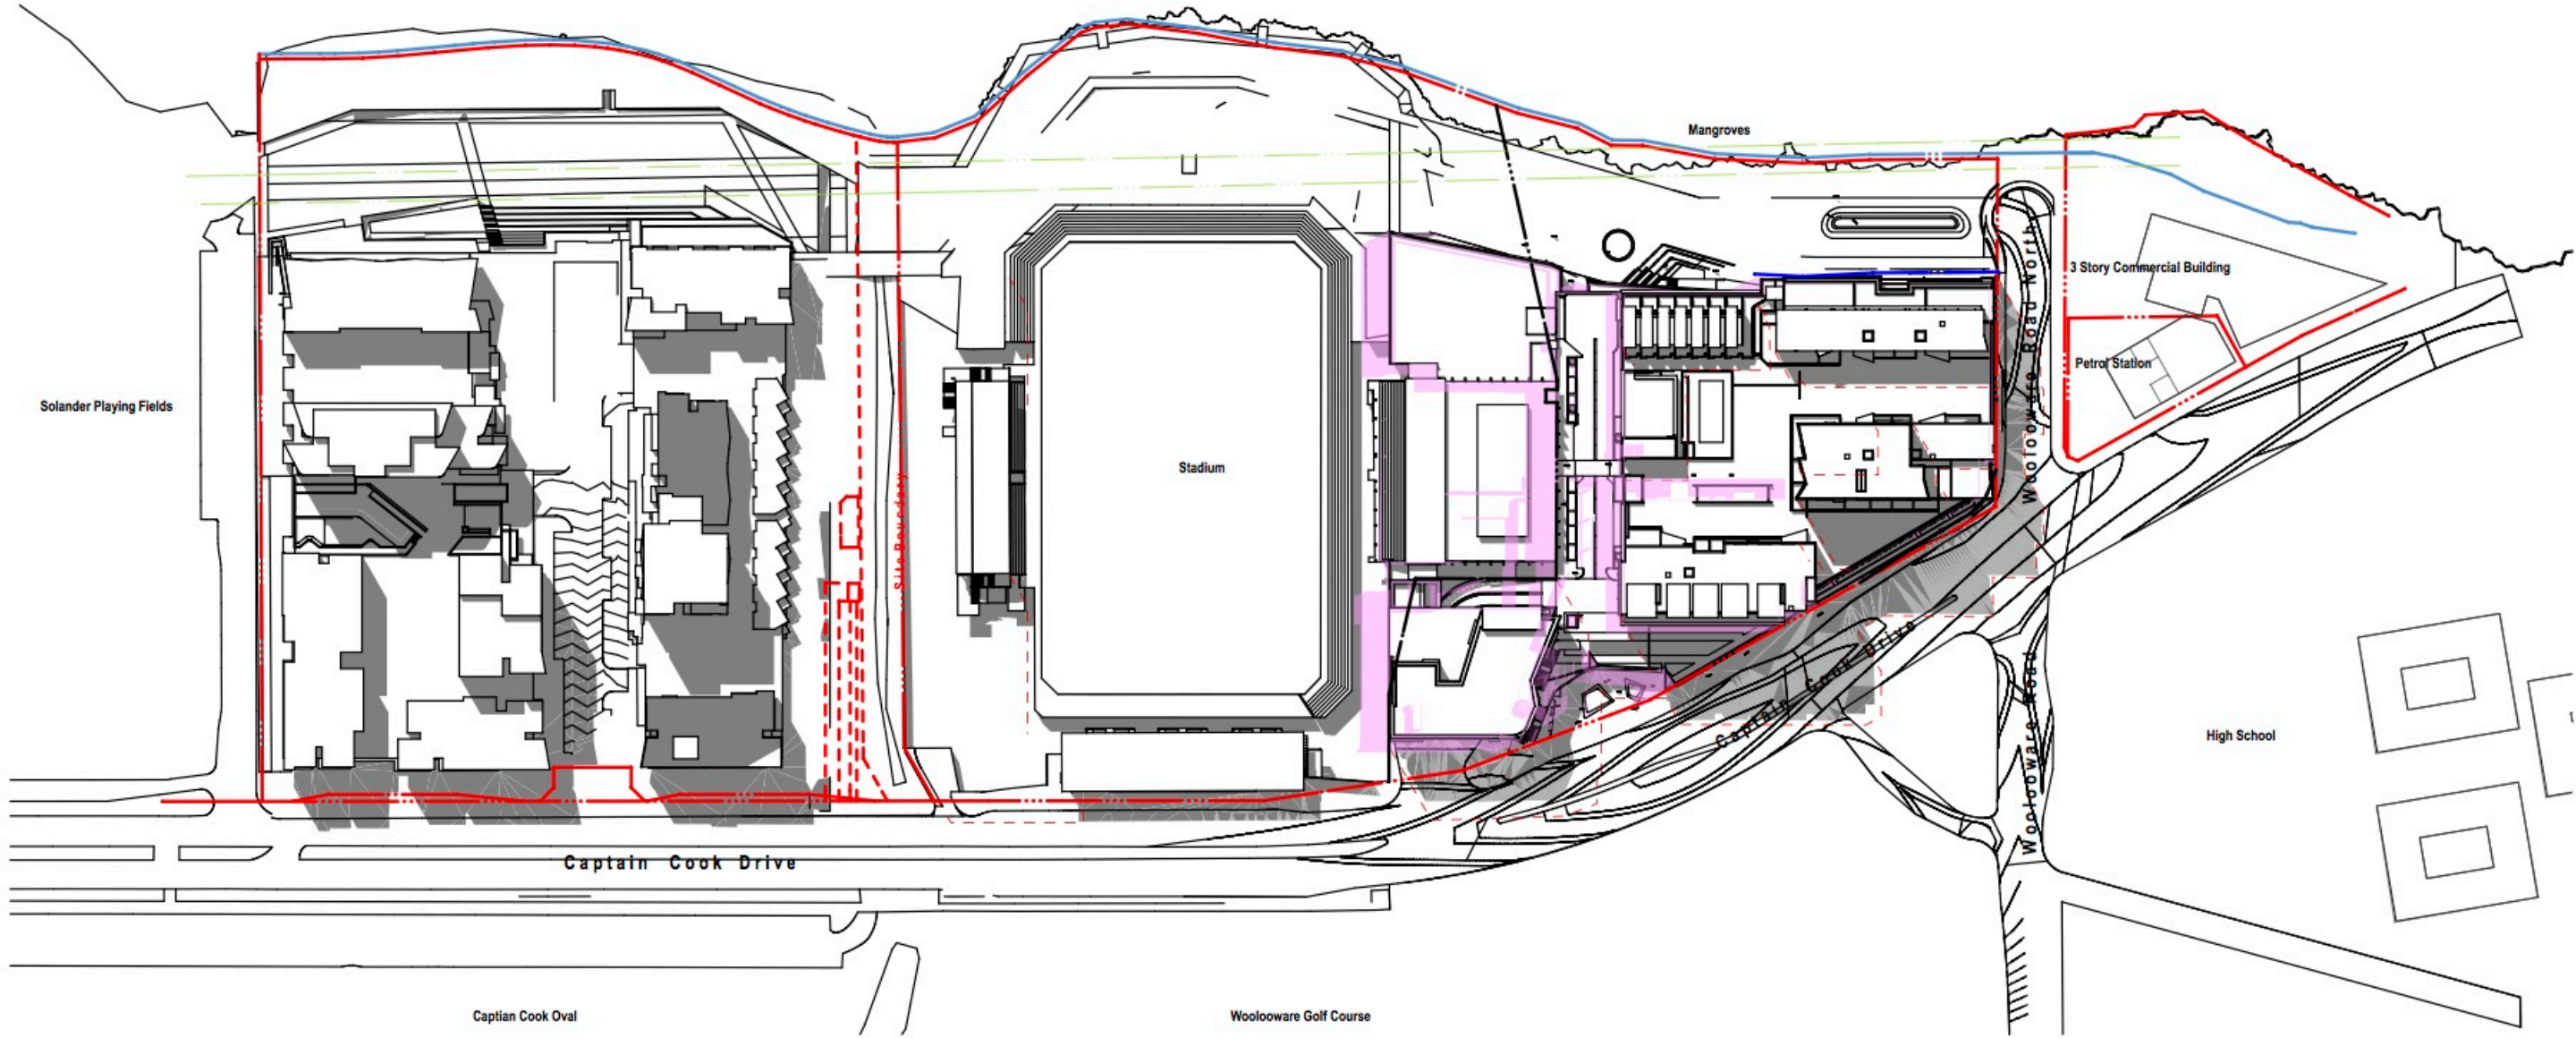 Mangroves
Woolooware Road North
3 Story Commercial Building
Petrol Station
Solander Playing Fields
Stadium
Site Boundary
Captain Cook Drive
Woolooware Road
High School
Captain Cook Drive
Captian Cook Oval
Woolooware Golf Course